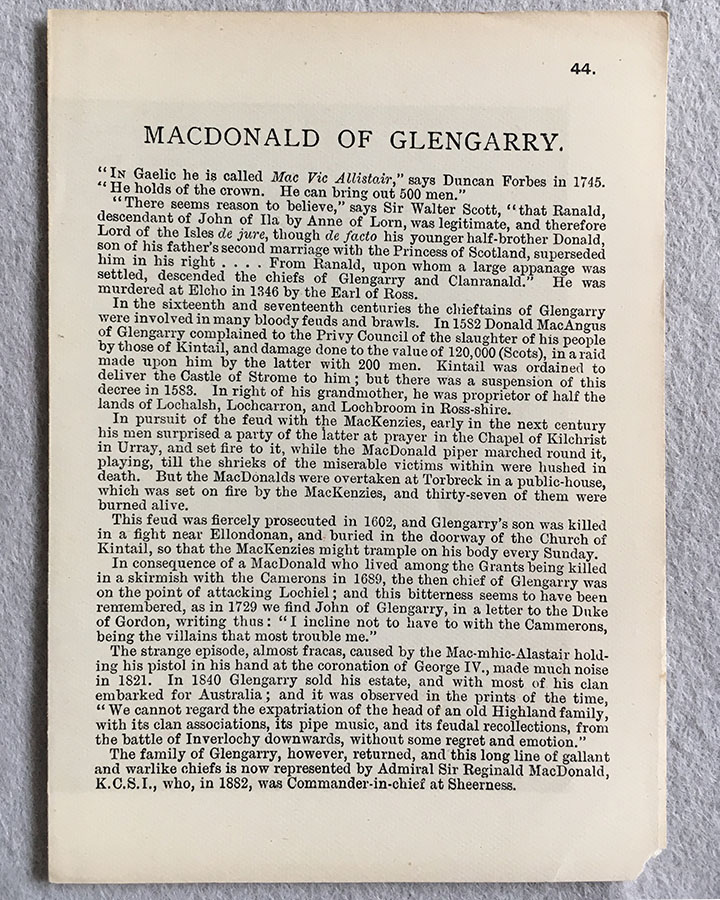 44.
MACDONALD OF GLENGARRY.
"In Gaelic he is called Mac Vic Allistair," says Duncan Forbes in 1745.
"He holds of the crown. He can bring out 500 men."
"There seems reason to believe," says Sir Walter Scott, "that Ranald,
descendant of John of Ila by Anne of Lorn, was legitimate, and therefore
Lord of the Isles de jure, though de facto his younger half-brother Donald,
son of his father's second marriage with the Princess of Scotland, superseded
him in his right . . . . From Ranald, upon whom a large appanage was
settled, descended the chiefs of Glengarry and Clanranald." He was
murdered at Elcho in 1346 by the Earl of Ross.
In the sixteenth and seventeenth centuries the chieftains of Glengarry
were involved in many bloody feuds and brawls. In 1582 Donald MacAngus
of Glengarry complained to the Privy Council of the slaughter of his people
by those of Kintail, and damage done to the value of 120,000 (Scots), in a raid
made upon him by the latter with 200 men. Kintail was ordained to
deliver the Castle of Strome to him; but there was a suspension of this
decree in 1583. In right of his grandmother, he was proprietor of half the
lands of Lochalsh, Lochcarron, and Lochbroom in Ross-shire.
In pursuit of the feud with the MacKenzies, early in the next century
his men surprised a party of the latter at prayer in the Chapel of Kilchrist
in Urray, and set fire to it, while the MacDonald piper marched round it,
playing, till the shrieks of the miserable victims within were hushed in
death. But the MacDonalds were overtaken at Torbreck in a public-house,
which was set on fire by the MacKenzies, and thirty-seven of them were
burned alive.
This feud was fiercely prosecuted in 1602, and Glengarry's son was killed
in a fight near Ellondonan, and buried in the doorway of the Church of
Kintail, so that the MacKenzies might trample on his body every Sunday.
In consequence of a MacDonald who lived among the Grants being killed
in a skirmish with the Camerons in 1689, the then chief of Glengarry was
on the point of attacking Lochiel; and this bitterness seems to have been
remembered, as in 1729 we find John of Glengarry, in a letter to the Duke
of Gordon, writing thus: "I incline not to have to with the Cammerons,
being the villains that most trouble me."
The strange episode, almost fracas, caused by the Mac-mhic-Alastair hold-
ing his pistol in his hand at the coronation of George IV., made much noise
in 1821. In 1840 Glengarry sold his estate, and with most of his clan
embarked for Australia; and it was observed in the prints of the time,
"We cannot regard the expatriation of the head of an old Highland family,
with its clan associations, its pipe music, and its feudal recollections, from
the battle of Inverlochy downwards, without some regret and emotion."
The family of Glengarry, however, returned, and this long line of gallant
and warlike chiefs is now represented by Admiral Sir Reginald MacDonald,
K.C.S.I., who, in 1882, was Commander-in-chief at Sheerness.